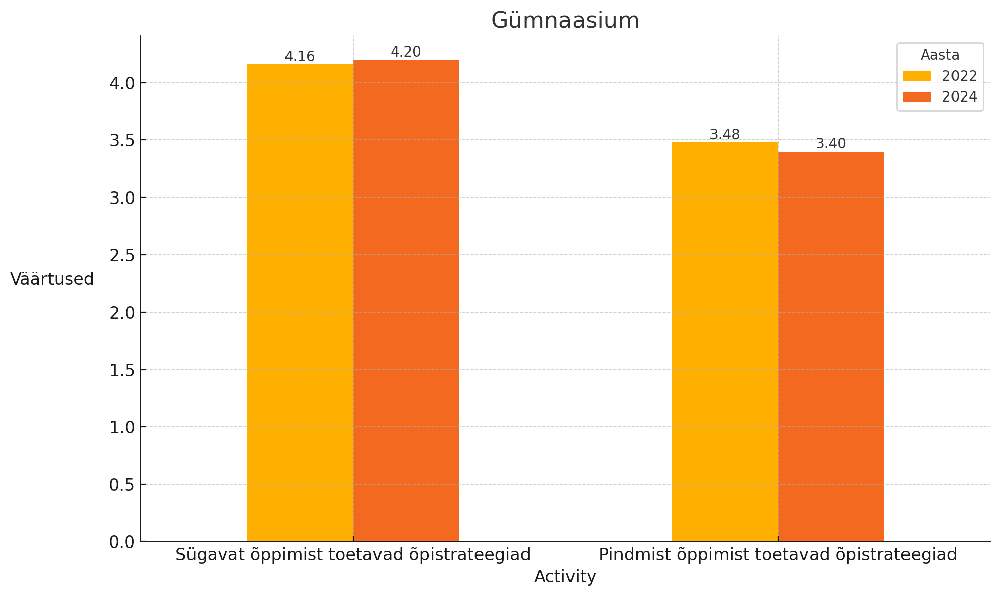 Gümnaasium
4.16
4.20
3.48
3.40
Aasta
2022
2024
4.0
3.5
3.0
2.5
2.0
1.5
1.0
0.5
0.0
Väärtused
Sügavat õppimist toetavad õpistrateegiad
Pindmist õppimist toetavad õpistrateegiad
Activity